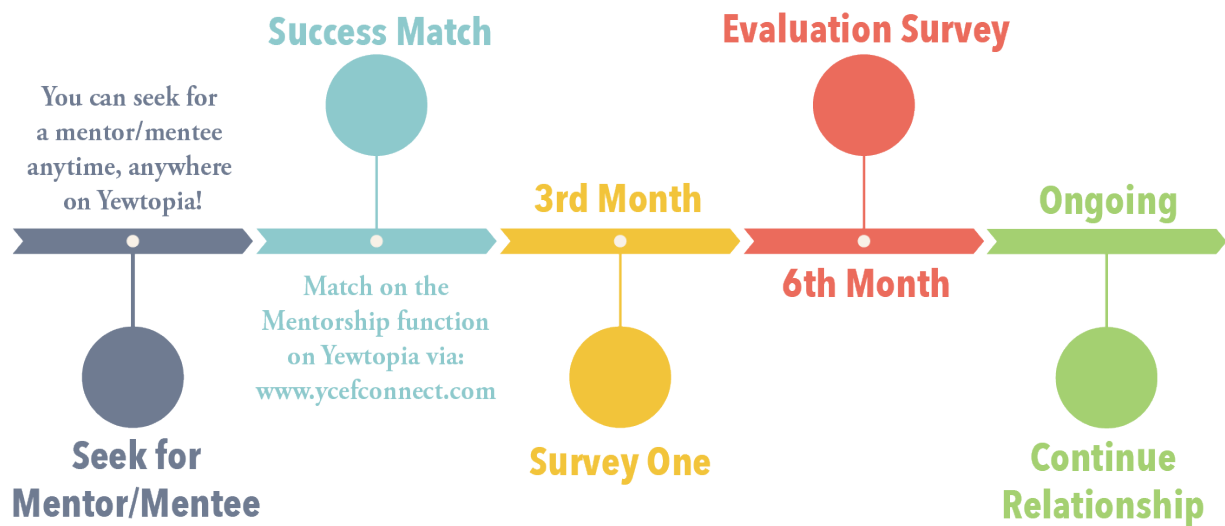 You can seek for
a mentor/mentee
anytime, anywhere
on Yewtopia!
Seek for
Mentor/Mentee
Success Match
Match on the
Mentorship function
on Yewtopia via:
www.ycefconnect.com
3rd Month
Survey One
Evaluation Survey
6th Month
Ongoing
Continue
Relationship